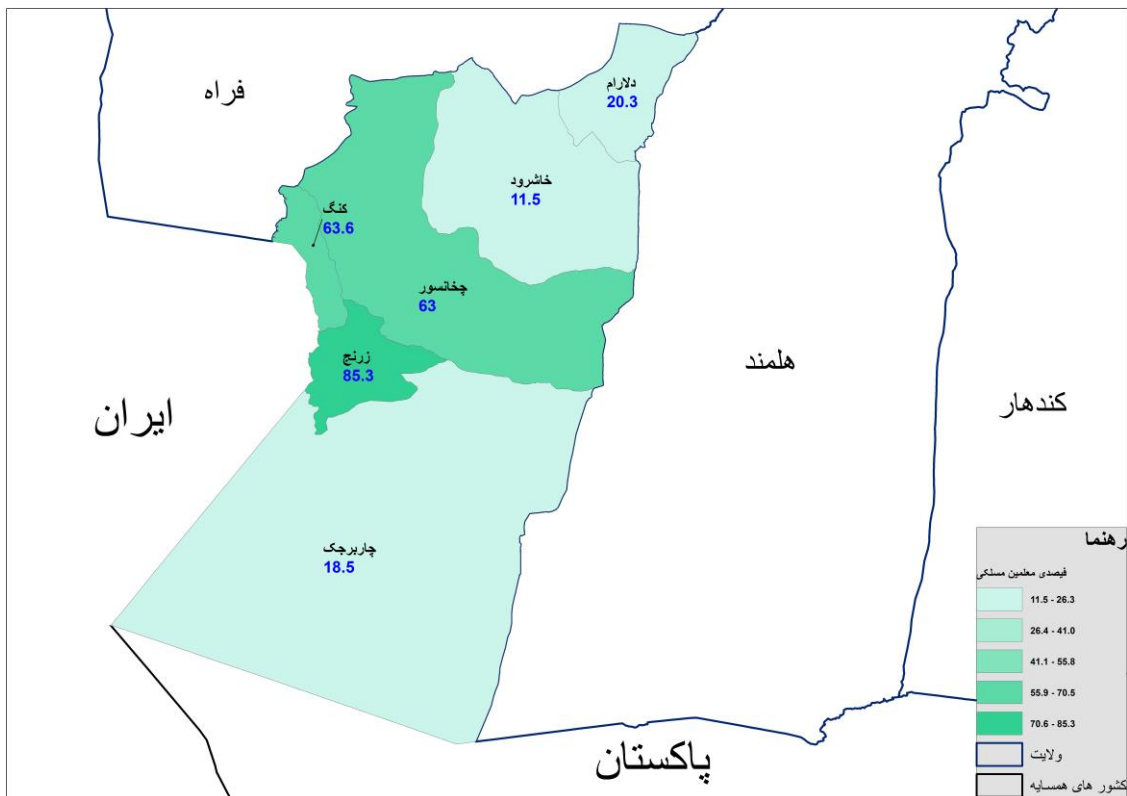 فراه
دلارام
20.3
خاشرود
11.5
کنگ
63.6
چخانسور
63
زرنج
85.3
هلمند
کندهار
ایران
چاربرجک
18.5
پاکستان
رهنما
فیصدی معلمین مسلکی
11.5 - 26.3
26.4 - 41.0
41.1 - 55.8
55.9 - 70.5
70.6 - 85.3
ولایت
کشور های همسایه